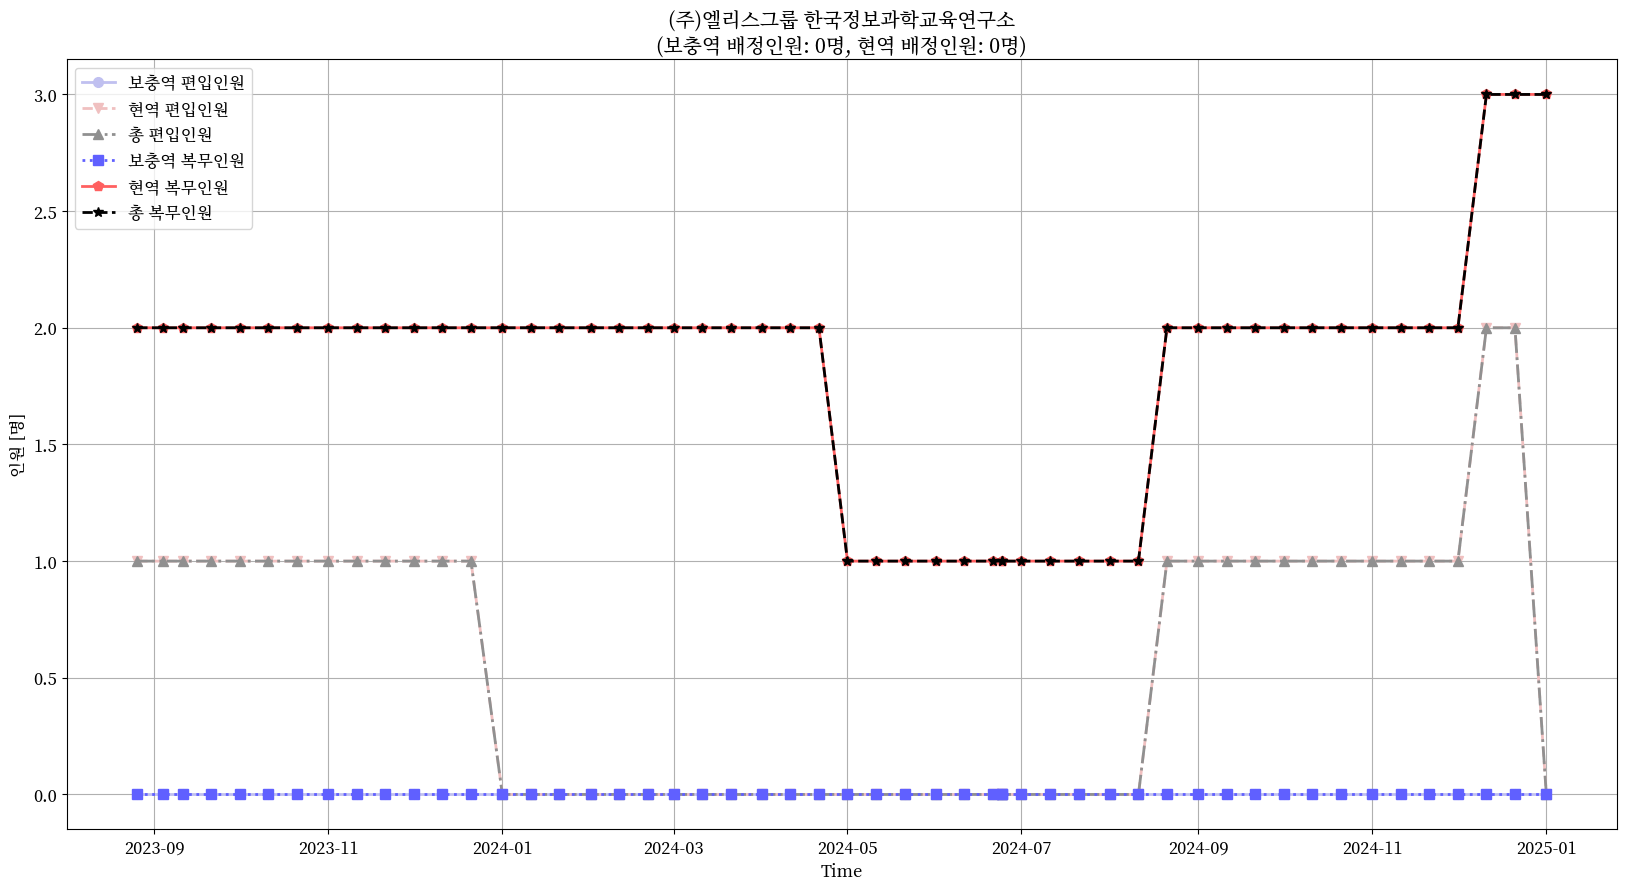 (주)엘리스그룹 한국정보과학교육연구소
(보충역 배정인원: 0명, 현역 배정인원: 0명)
보충역 편입인원
현역 편입인원
총 편입인원
보충역 복무인원
현역 복무인원
총 복무인원
3.0
2.5
2.0
1.5
1.0
0.5
0.0
인원 [명]
2023-09
2023-11
2024-01
2024-03
2024-05
2024-07
2024-09
2024-11
2025-01
Time